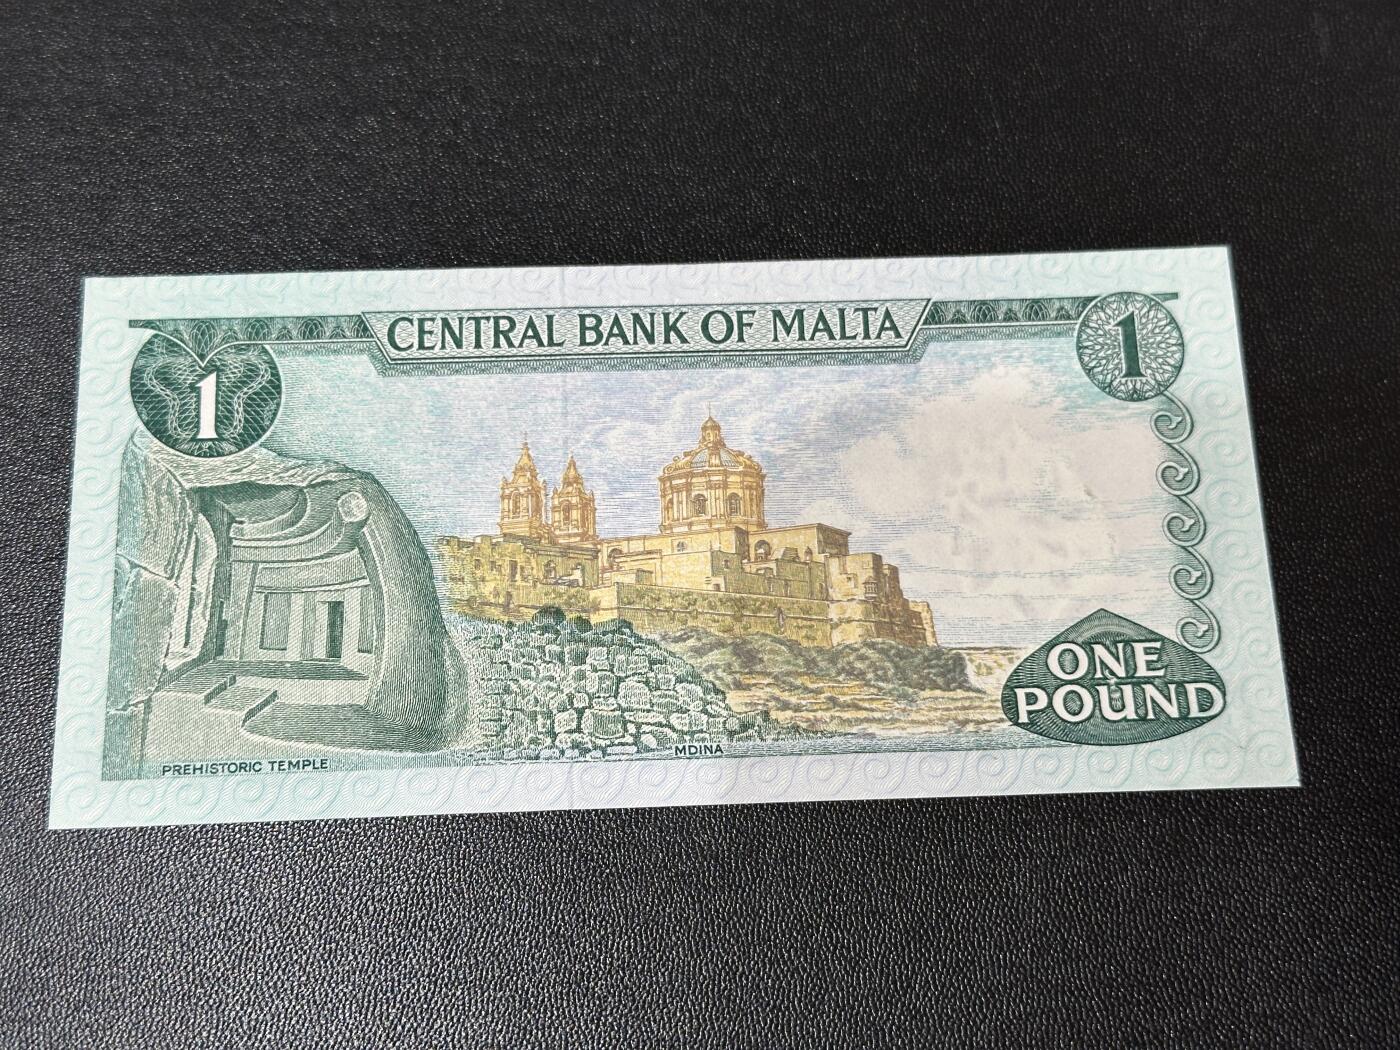 CENTRAL BANK OF MALTA
1
1
ONE
POUND
MDINA
PREHISTORIC TEMPLE